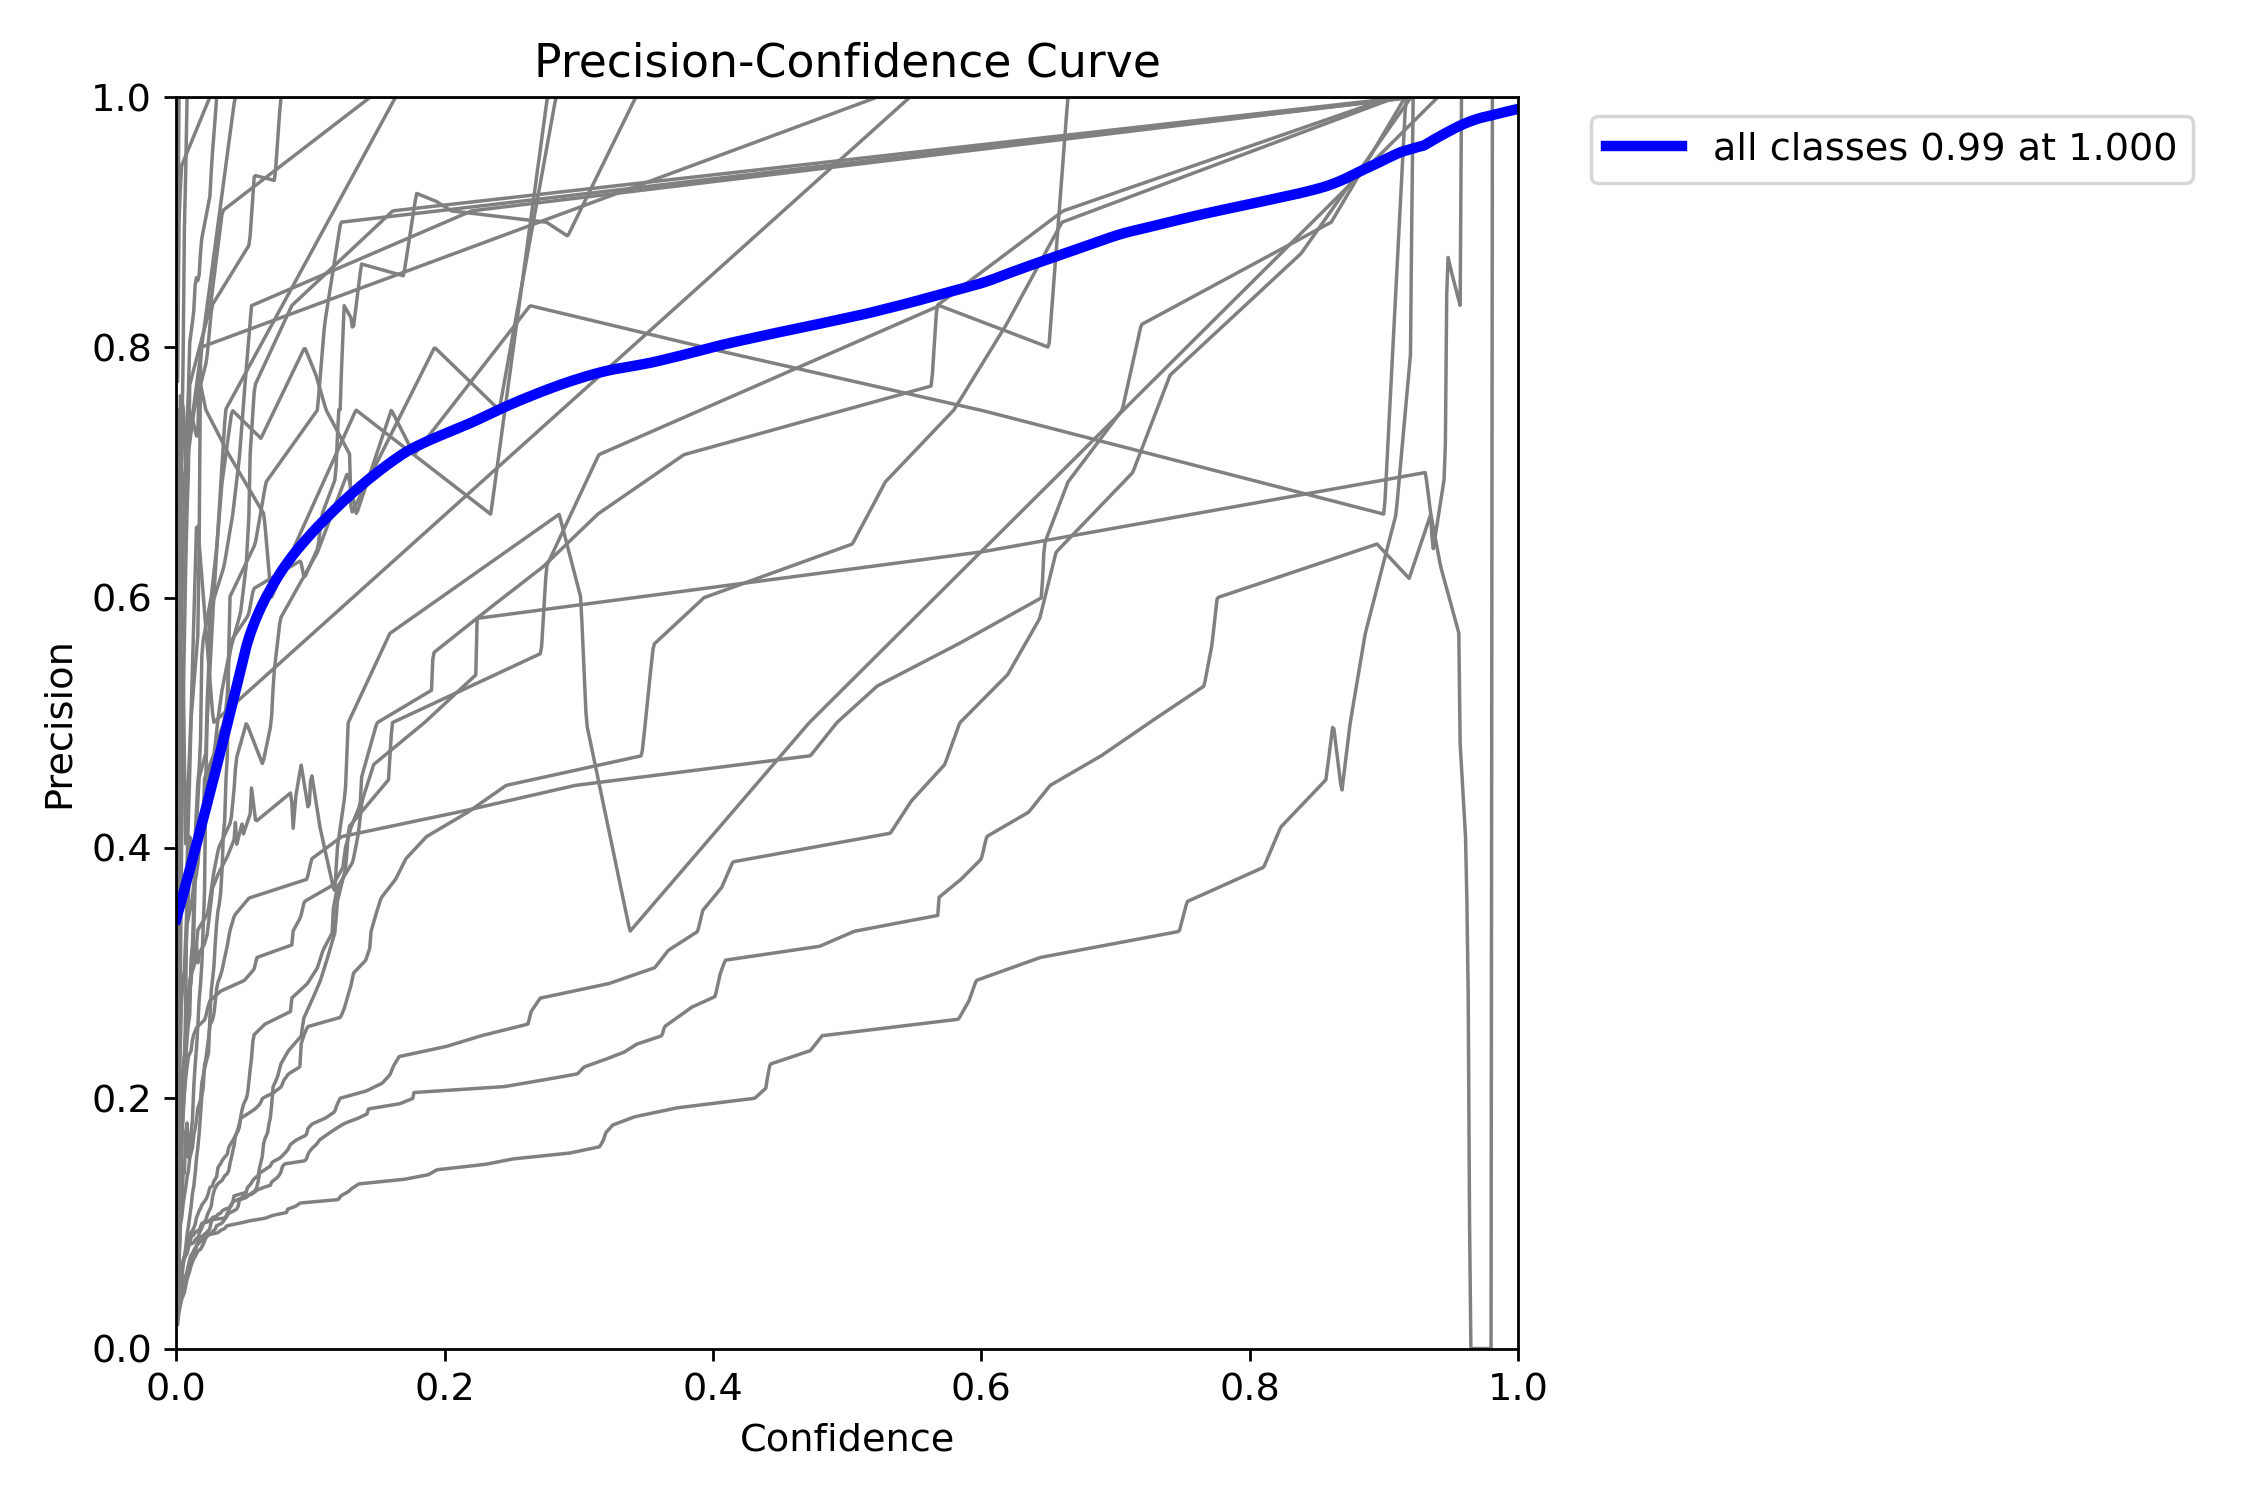 Precision-Confidence Curve
all classes 0.99 at 1.000
1.0
0.8
0.6
0.4
0.2
0.0
Precision
0.0 0.2 0.4 0.6 0.8 1.0
Confidence